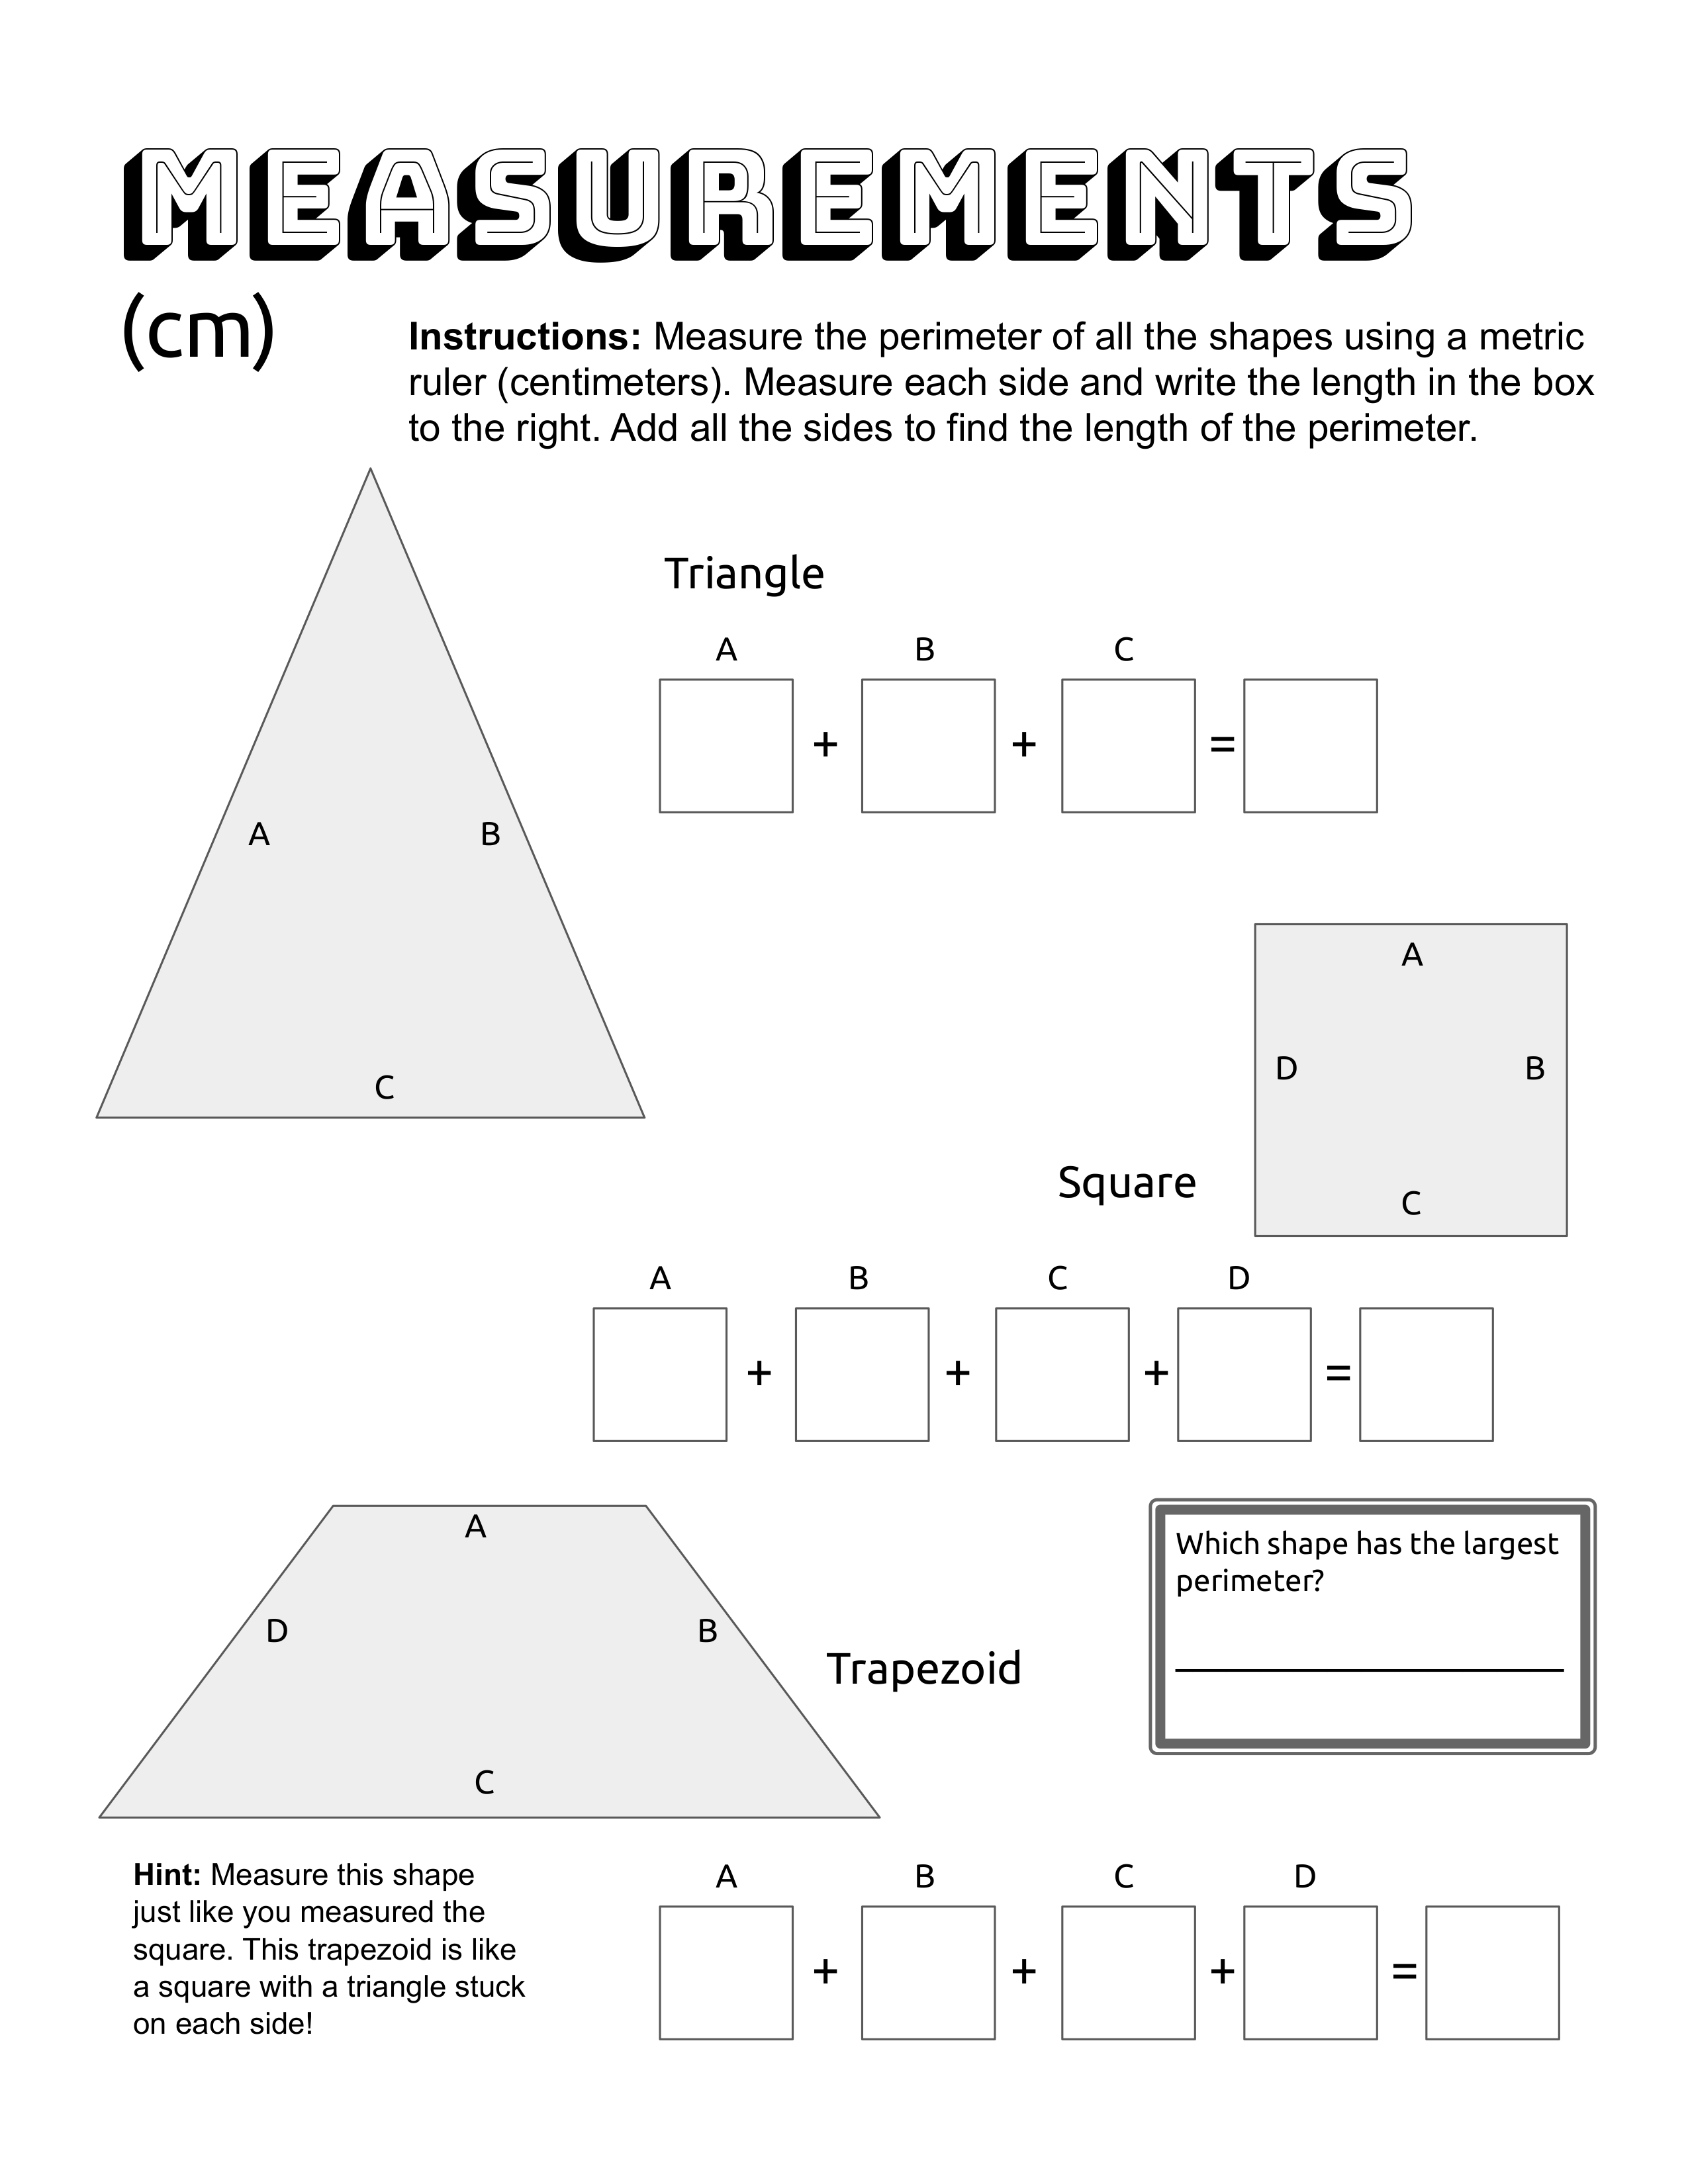 MEASUREMENTS
(cm)
Instructions: Measure the perimeter of all the shapes using a metric
ruler (centimeters). Measure each side and write the length in the box
to the right. Add all the sides to find the length of the perimeter.
Triangle
A B C
+ + =
A B
C
A
D B
C
Square
A B C D
+ + + =
A
D B
C
Trapezoid
Which shape has the largest
perimeter?
Hint: Measure this shape
just like you measured the
square. This trapezoid is like
a square with a triangle stuck
on each side!
A B C D
+ + + =